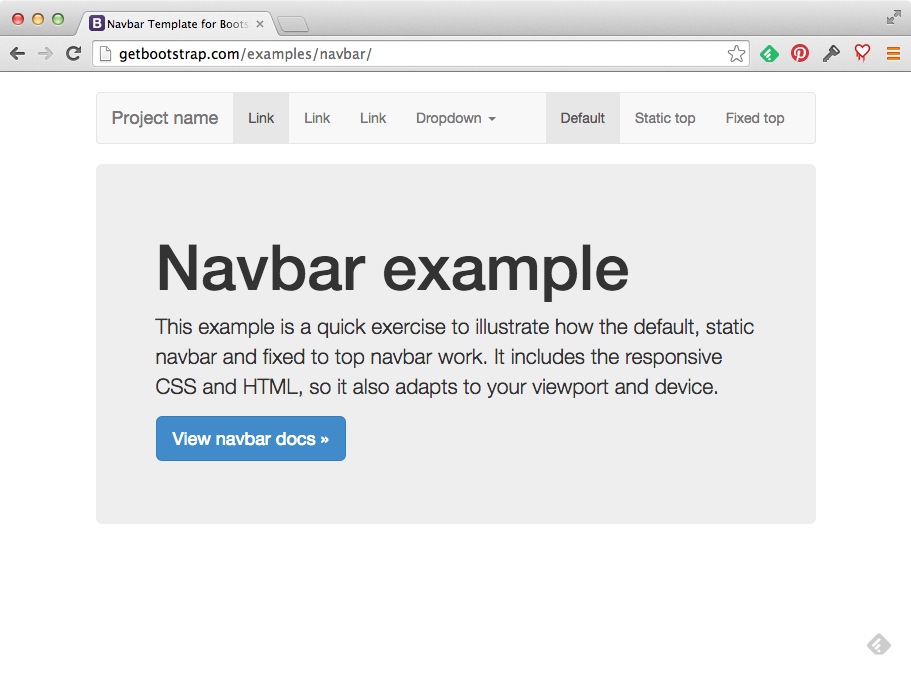 Navbar Template for Boots
getbootstrap.com/examples/navbar/
Project name Link Link Link Dropdown Default Static top Fixed top
Navbar example
This example is a quick exercise to illustrate how the default, static
navbar and fixed to top navbar work. It includes the responsive
CSS and HTML, so it also adapts to your viewport and device.
View navbar docs »